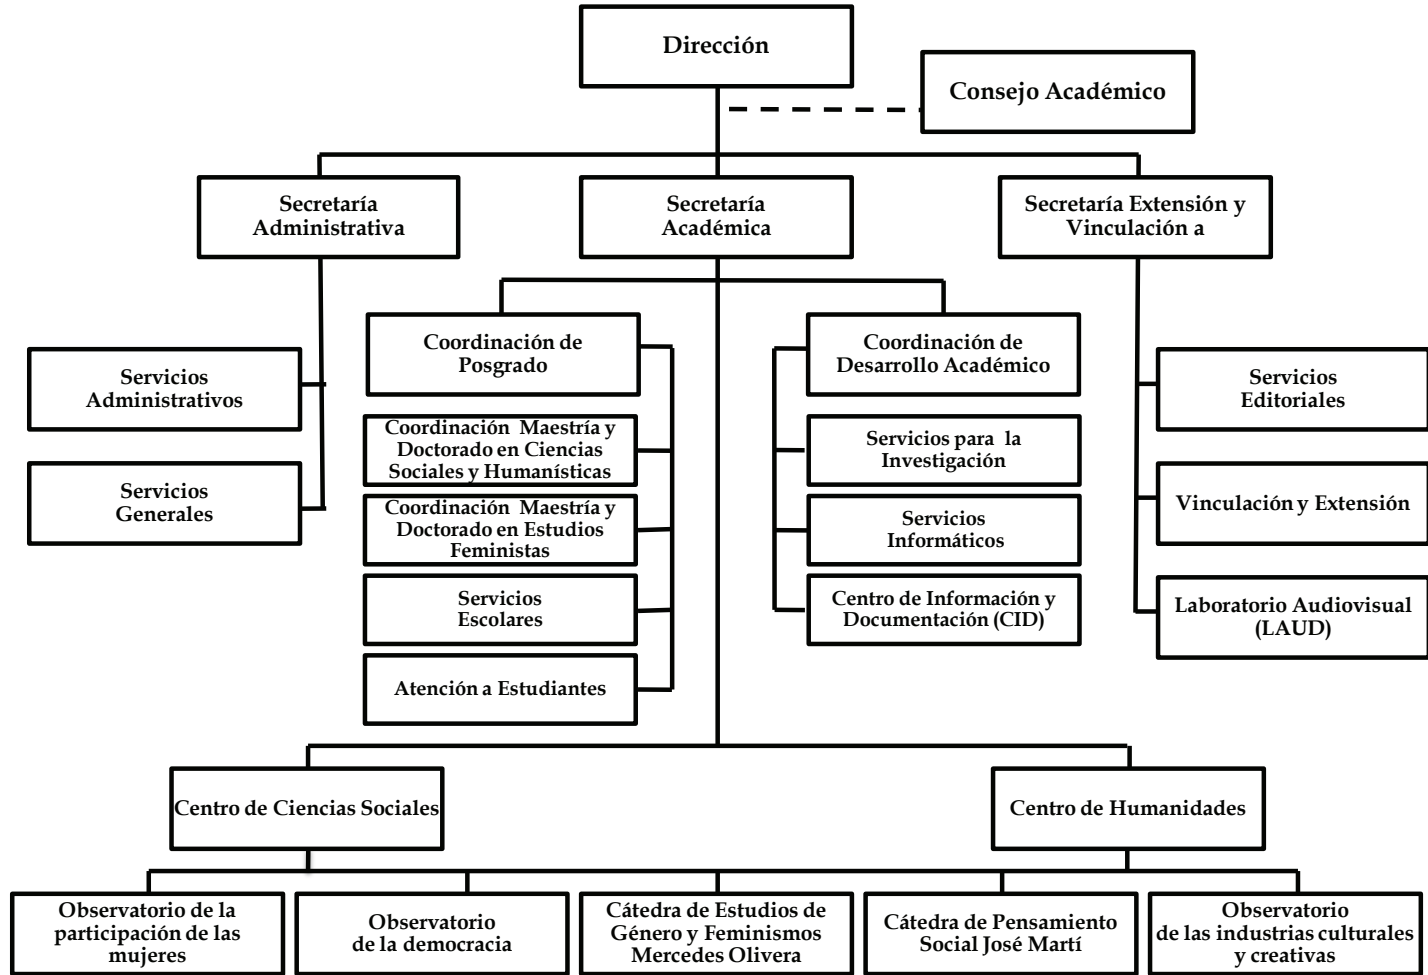 Dirección
Consejo Académico
Secretaría
Administrativa
Secretaría
Académica
Secretaría Extensión y
Vinculación a
Coordinación de
Posgrado
Coordinación de
Desarrollo Académico
Servicios
Administrativos
Servicios
Editoriales
Coordinación Maestría y
Doctorado en Ciencias
Sociales y Humanísticas
Servicios para la
Investigación
Servicios
Generales
Coordinación Maestría y
Doctorado en Estudios
Feministas
Servicios
Informáticos
Vinculación y Extensión
Servicios
Escolares
Centro de Información y
Documentación (CID)
Laboratorio Audiovisual
(LAUD)
Atención a Estudiantes
Centro de Ciencias Sociales
Centro de Humanidades
Observatorio de la
participación de las
mujeres
Observatorio
de la democracia
Cátedra de Estudios de
Género y Feminismos
Mercedes Olivera
Cátedra de Pensamiento
Social José Martí
Observatorio
de las industrias culturales
y creativas